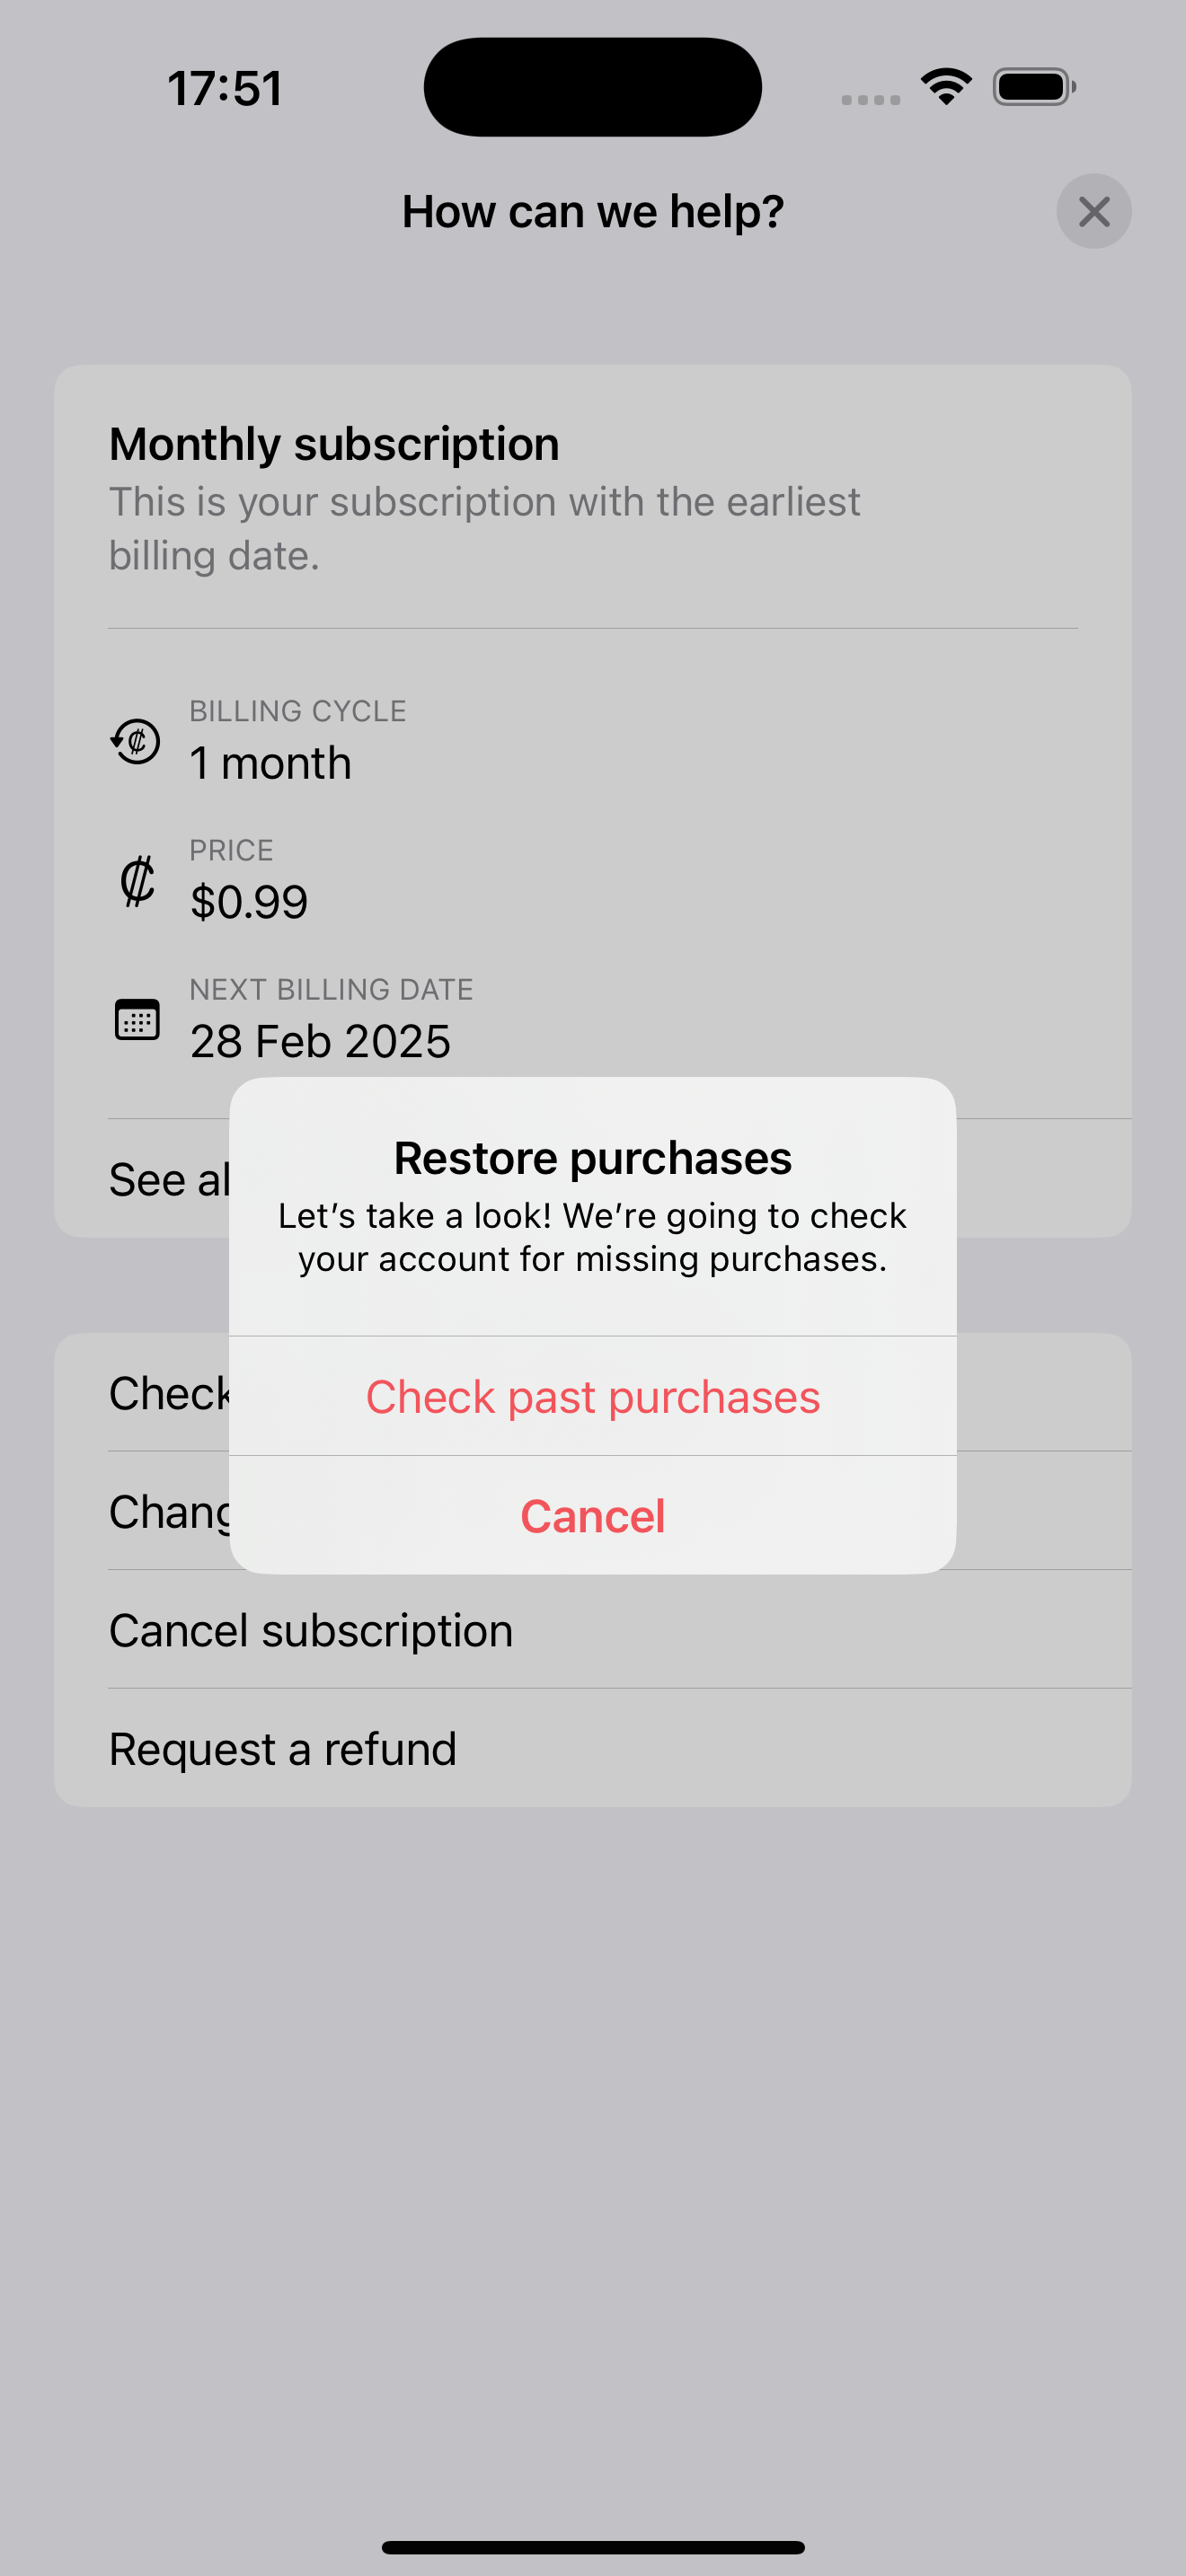 17:51
How can we help?
Monthly subscription
This is your subscription with the earliest
billing date.
BILLING CYCLE
1 month
PRICE
$0.99
NEXT BILLING DATE
28 Feb 2025
See al
Restore purchases
Let’s take a look! We’re going to check
your account for missing purchases.
Check
Check past purchases
Chang
Cancel
Cancel subscription
Request a refund